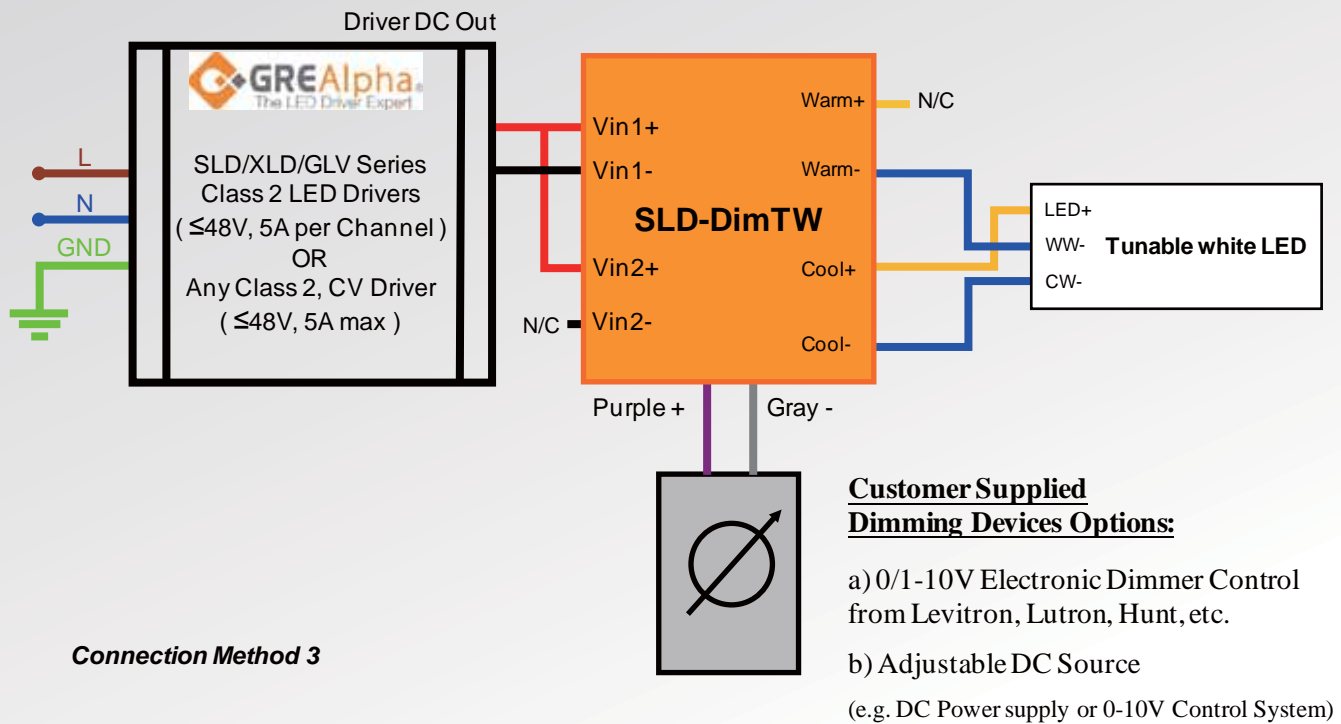 Driver DC Out
GREAlpha®
The LED Driver Expert
SLD/XLD/GLV Series
Class 2 LED Drivers
( ≤48V, 5A per Channel )
OR
Any Class 2, CV Driver
( ≤48V, 5A max )
L
N
GND
Vin1+
Vin1-
Vin2+
Vin2-
N/C
SLD-DimTW
Warm+
Warm-
Cool+
Cool-
N/C
LED+
WW-
CW-
Tunable white LED
Purple +
Gray -
Customer Supplied
Dimming Devices Options:
a) 0/1-10V Electronic Dimmer Control
from Levitron, Lutron, Hunt, etc.
b) Adjustable DC Source
(e.g. DC Power supply or 0-10V Control System)
Connection Method 3